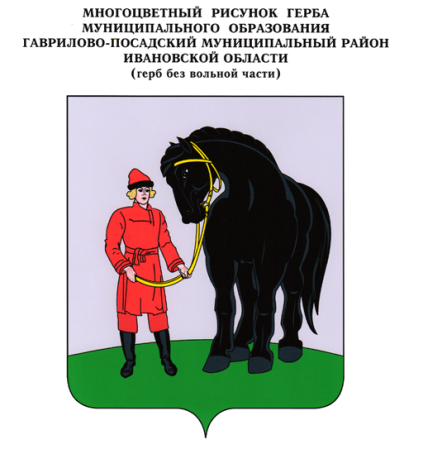 МНОГОЦВЕТНЫЙ РИСУНОК ГЕРБА
МУНИЦИПАЛЬНОГО ОБРАЗОВАНИЯ
ГАВРИЛОВО-ПОСАДСКИЙ МУНИЦИПАЛЬНЫЙ РАЙОН
ИВАНОВСКОЙ ОБЛАСТИ
(герб без вольной части)